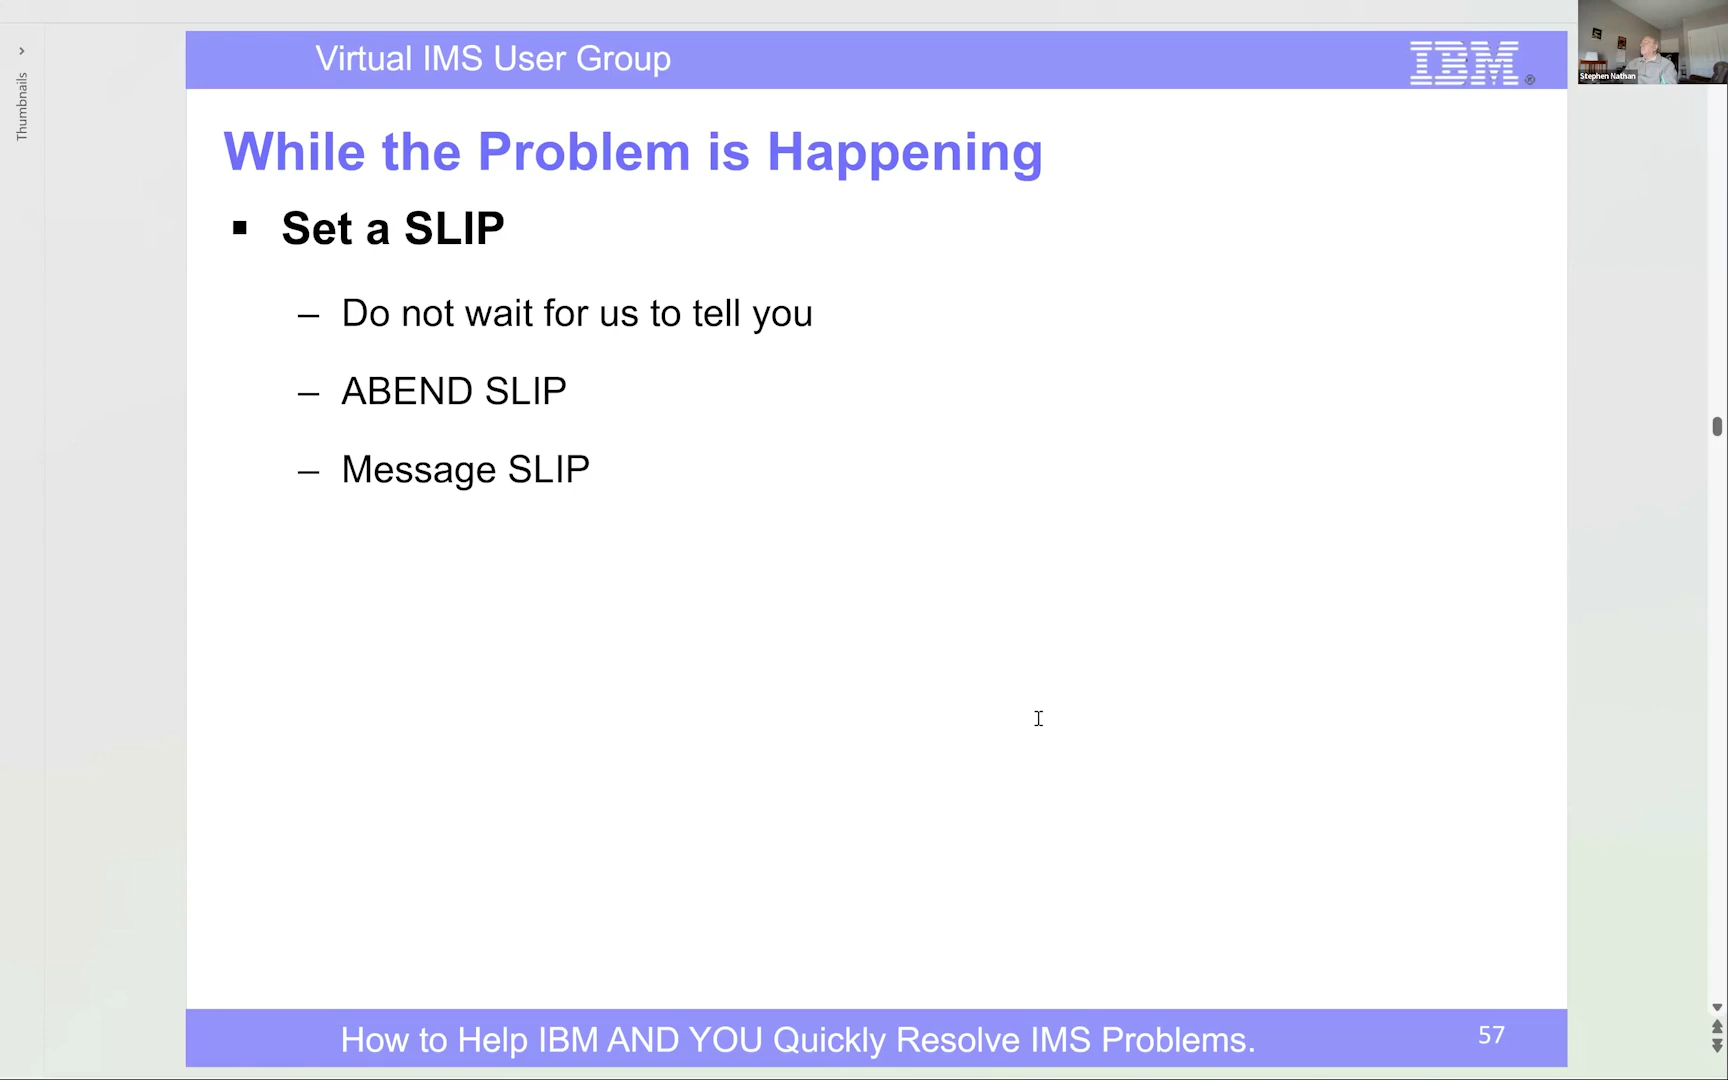 Virtual IMS User Group
IBM®
Stephen Nathan
Thumbnails
While the Problem is Happening
▪ Set a SLIP
– Do not wait for us to tell you
– ABEND SLIP
– Message SLIP
How to Help IBM AND YOU Quickly Resolve IMS Problems.
57